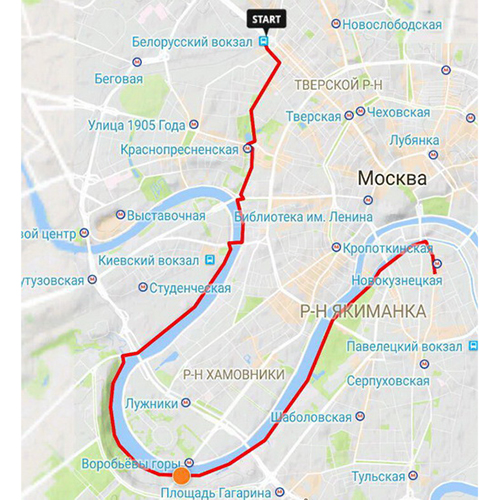 START
Новослободская
Белорусский вокзал
Беговая
ТВЕРСКОЙ Р-Н
Тверская
Чеховская
Улица 1905 Года
Лубянка
Краснопресненская
Москва
Выставочная
Библиотека им. Ленина
овой центр
Кропоткинская
Киевский вокзал
Студенческая
Новокузнецкая
утузовская
Р-Н ЯКИМАНКА
Павелецкий вокзал
Р-Н ХАМОВНИКИ
Серпуховская
Лужники
Шаболовская
Воробьёвы горы
Тульская
Площадь Гагарина